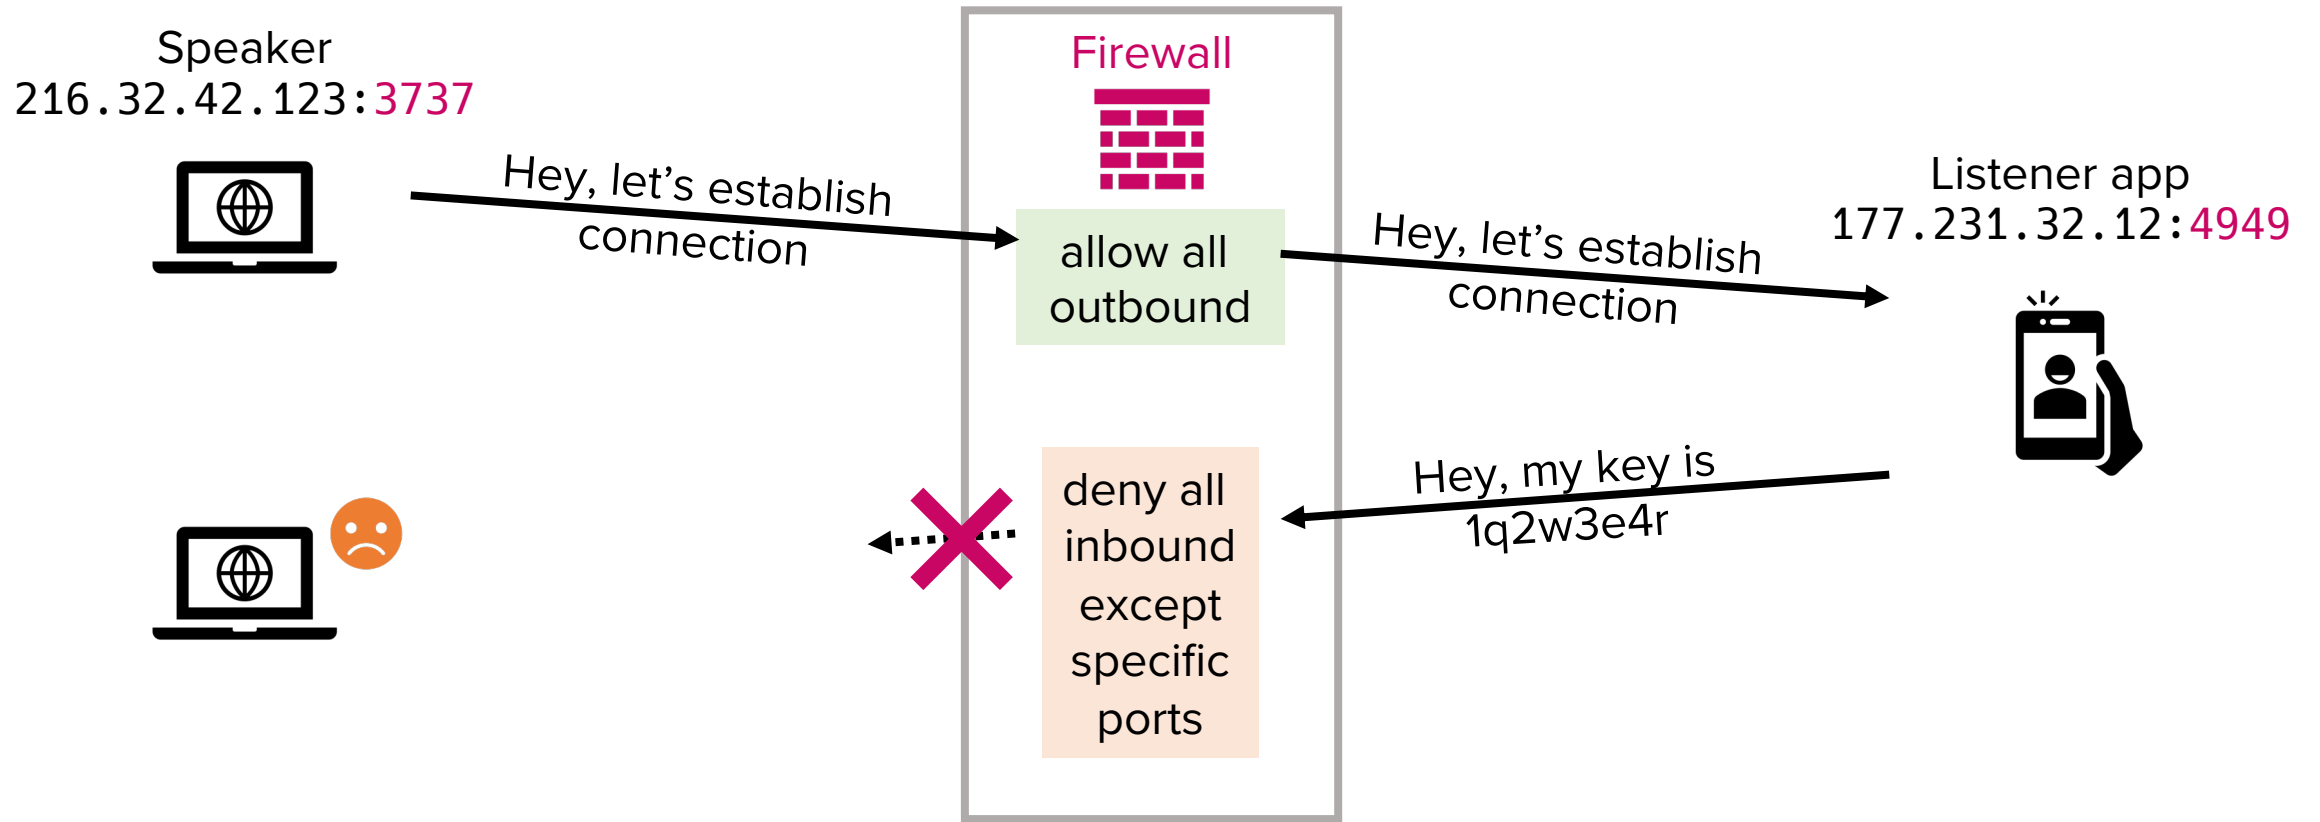 Speaker
216.32.42.123:3737
Firewall
Hey, let’s establish
connection
allow all
outbound
Hey, let’s establish
connection
Listener app
177.231.32.12:4949
deny all
inbound
except
specific
ports
Hey, my key is
1q2w3e4r